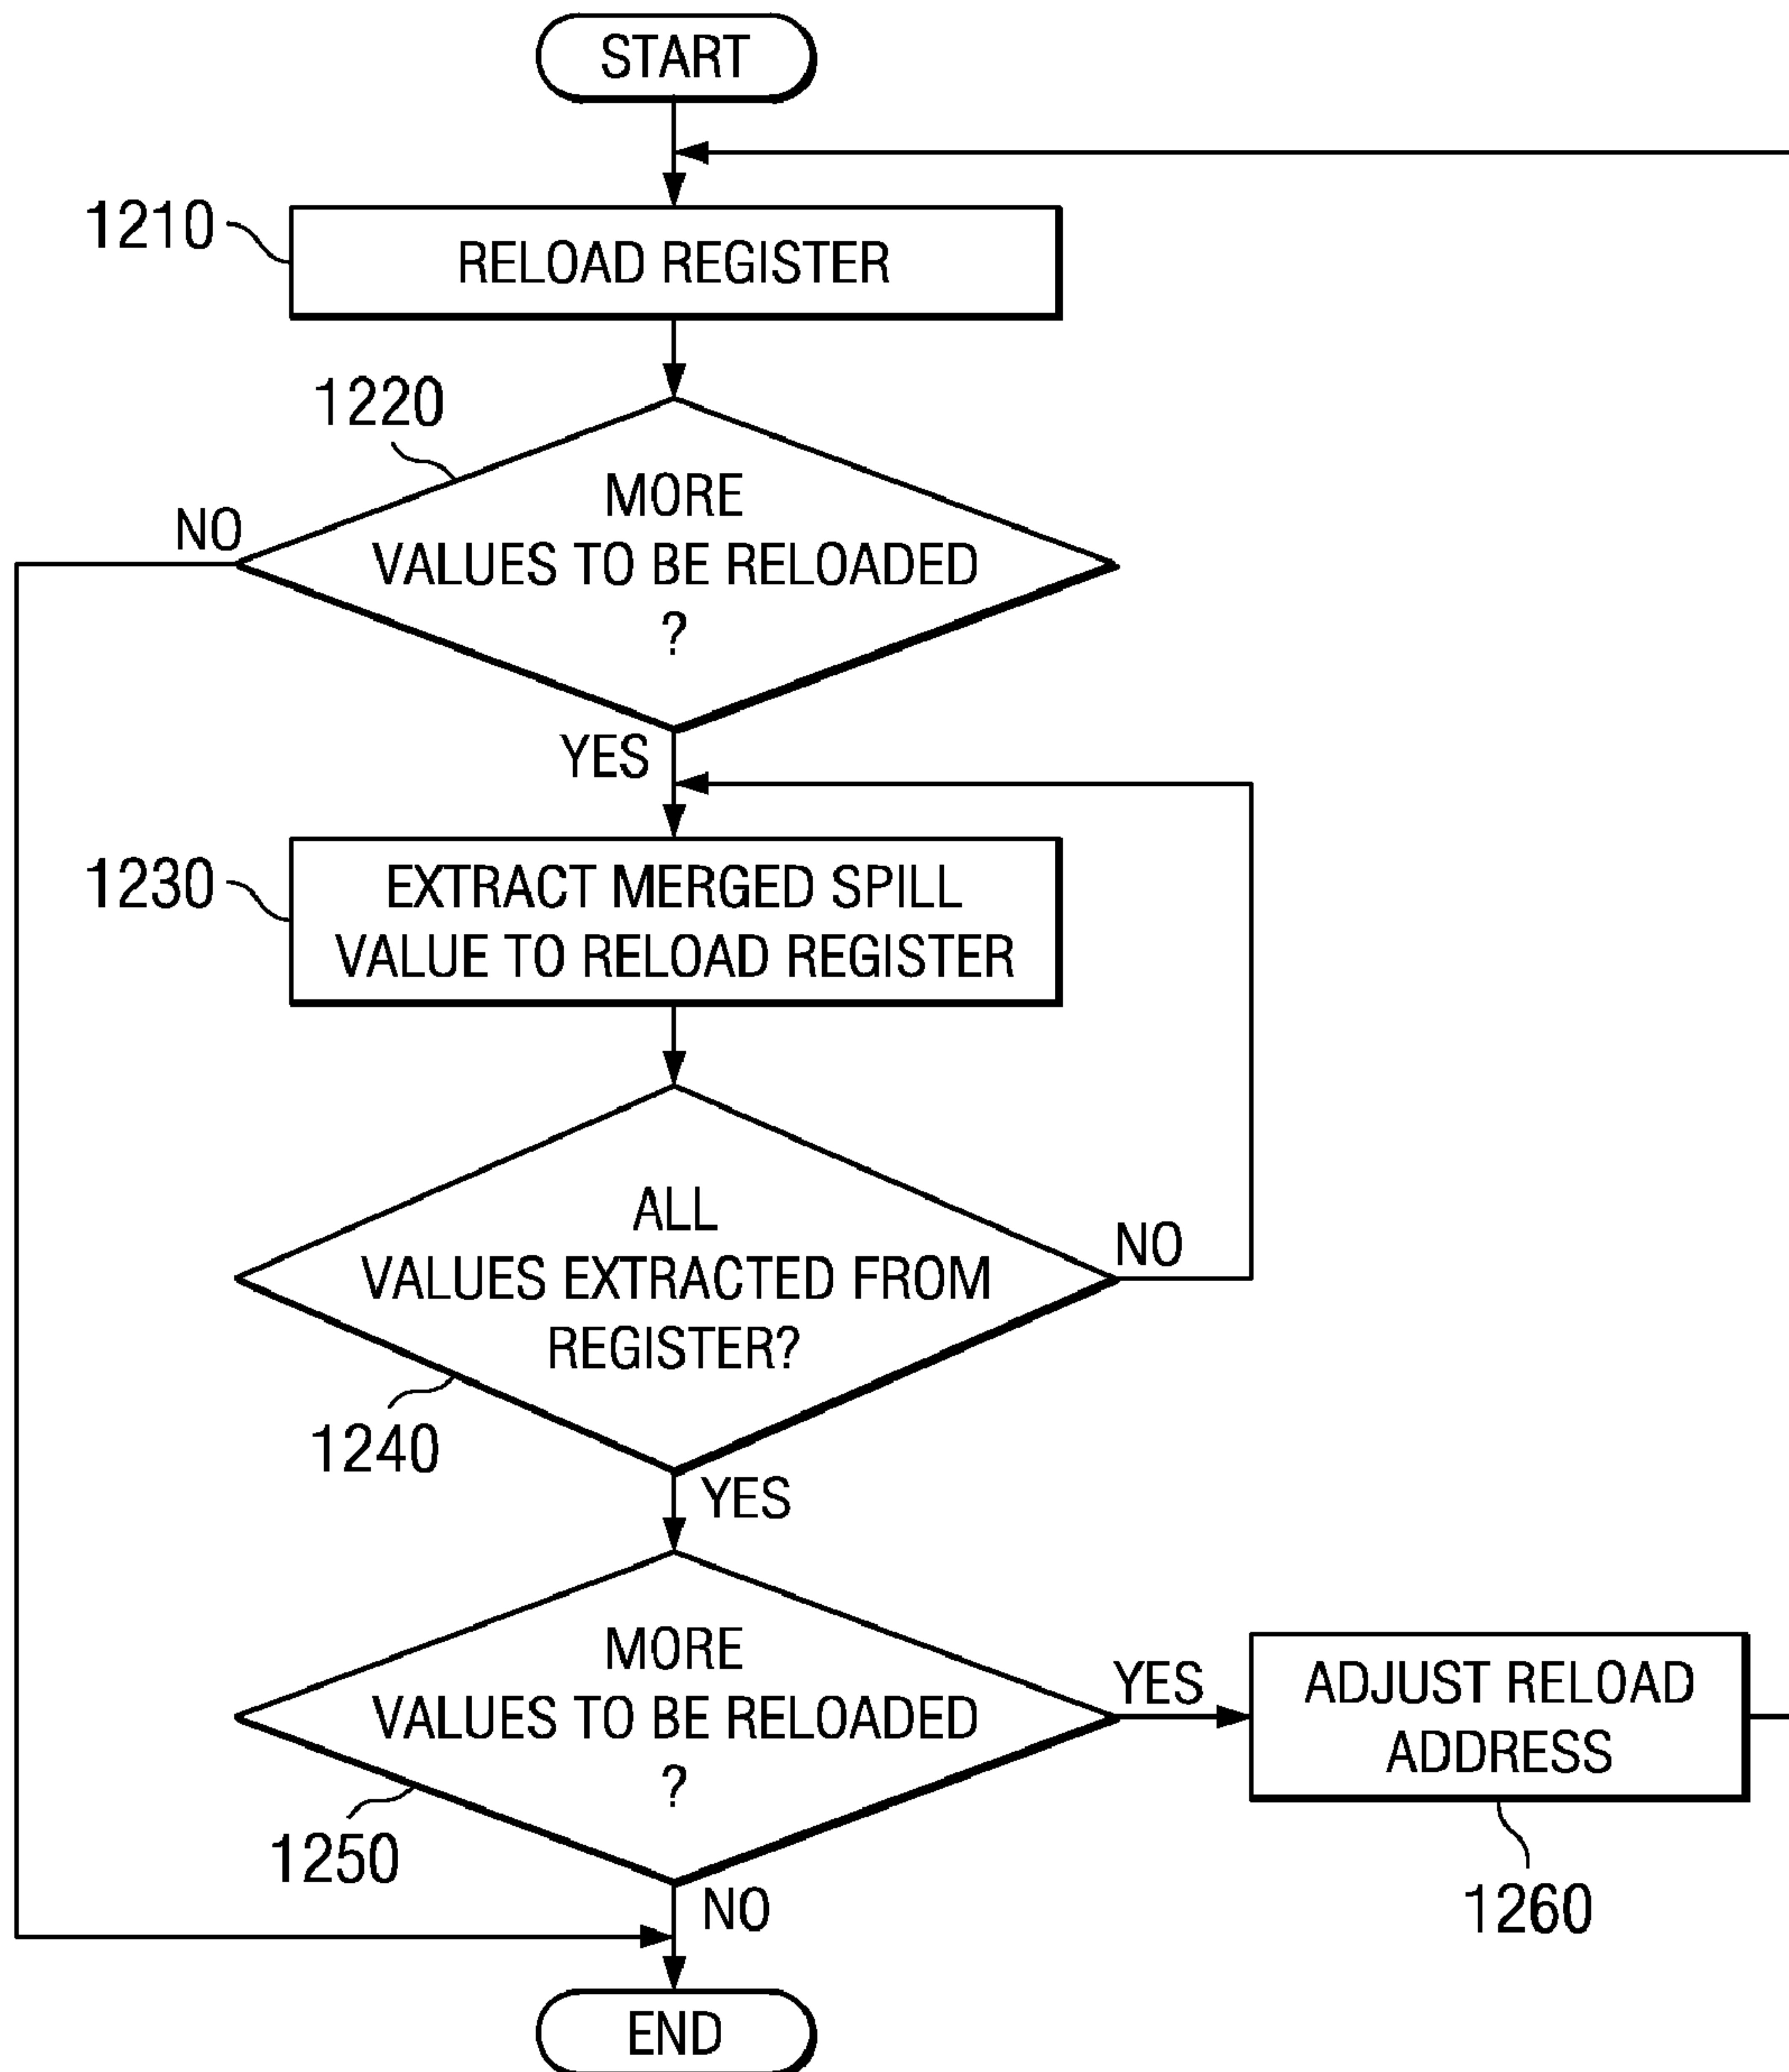 START
1210
RELOAD REGISTER
1220
NO
MORE
VALUES TO BE RELOADED
?
YES
1230
EXTRACT MERGED SPILL
VALUE TO RELOAD REGISTER
ALL
VALUES EXTRACTED FROM
REGISTER?
NO
1240
YES
MORE
VALUES TO BE RELOADED
?
YES
ADJUST RELOAD
ADDRESS
1250
1260
NO
END